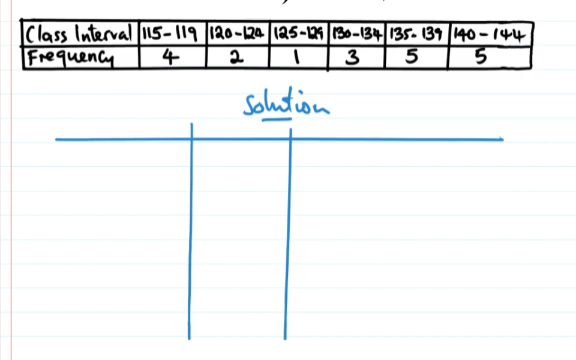 Class Interval 115-119 120-124 125-129 130-134 135-139 140-144
Frequency 4 2 1 3 5 5
Solution